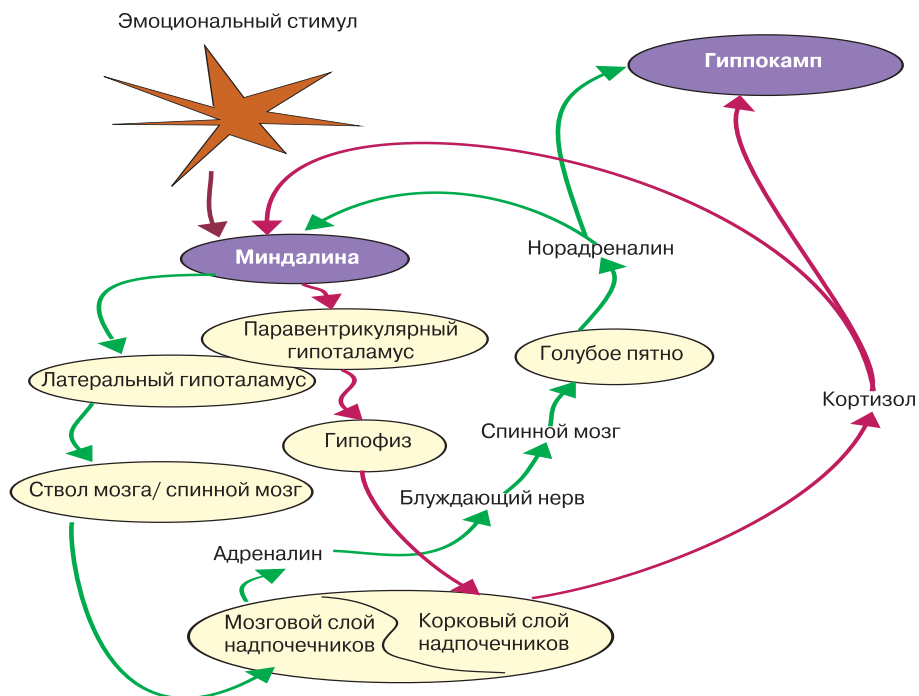 Эмоциональный стимул
Гиппокамп
Миндалина
Норадреналин
Паравентрикулярный
гипоталамус
Голубое пятно
Латеральный гипоталамус
Кортизол
Гипофиз
Спинной мозг
Ствол мозга/ спинной мозг
Блуждающий нерв
Адреналин
Мозговой слой
надпочечников
Корковый слой
надпочечников